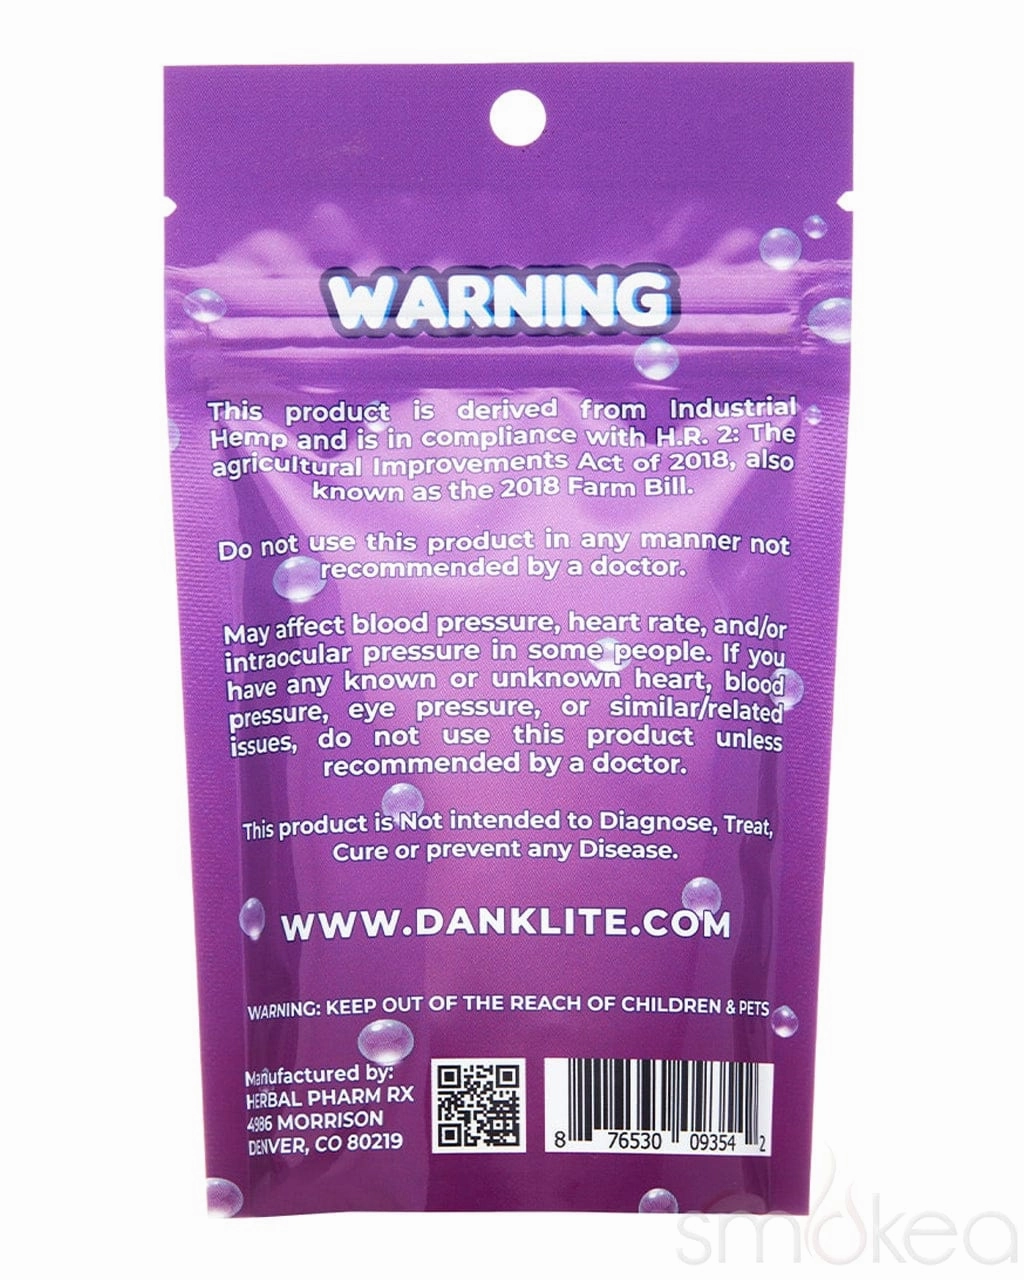 WARNING
This product is derived from Industrial
Hemp and is in compliance with H.R. 2: The
agricultural Improvements Act of 2018, also
known as the 2018 Farm Bill.
Do not use this product in any manner not
recommended by a doctor.
May affect blood pressure, heart rate, and/or
intraocular pressure in some people. If you
have any known or unknown heart, blood
pressure, eye pressure, or similar/related
issues, do not use this product unless
recommended by a doctor.
This product is Not intended to Diagnose, Treat,
Cure or prevent any Disease.
WWW.DANKLITE.COM
WARNING: KEEP OUT OF THE REACH OF CHILDREN & PETS
Manufactured by:
HERBAL PHARM RX
4986 MORRISON
DENVER, CO 80219
8 76530 09354 2
smokea